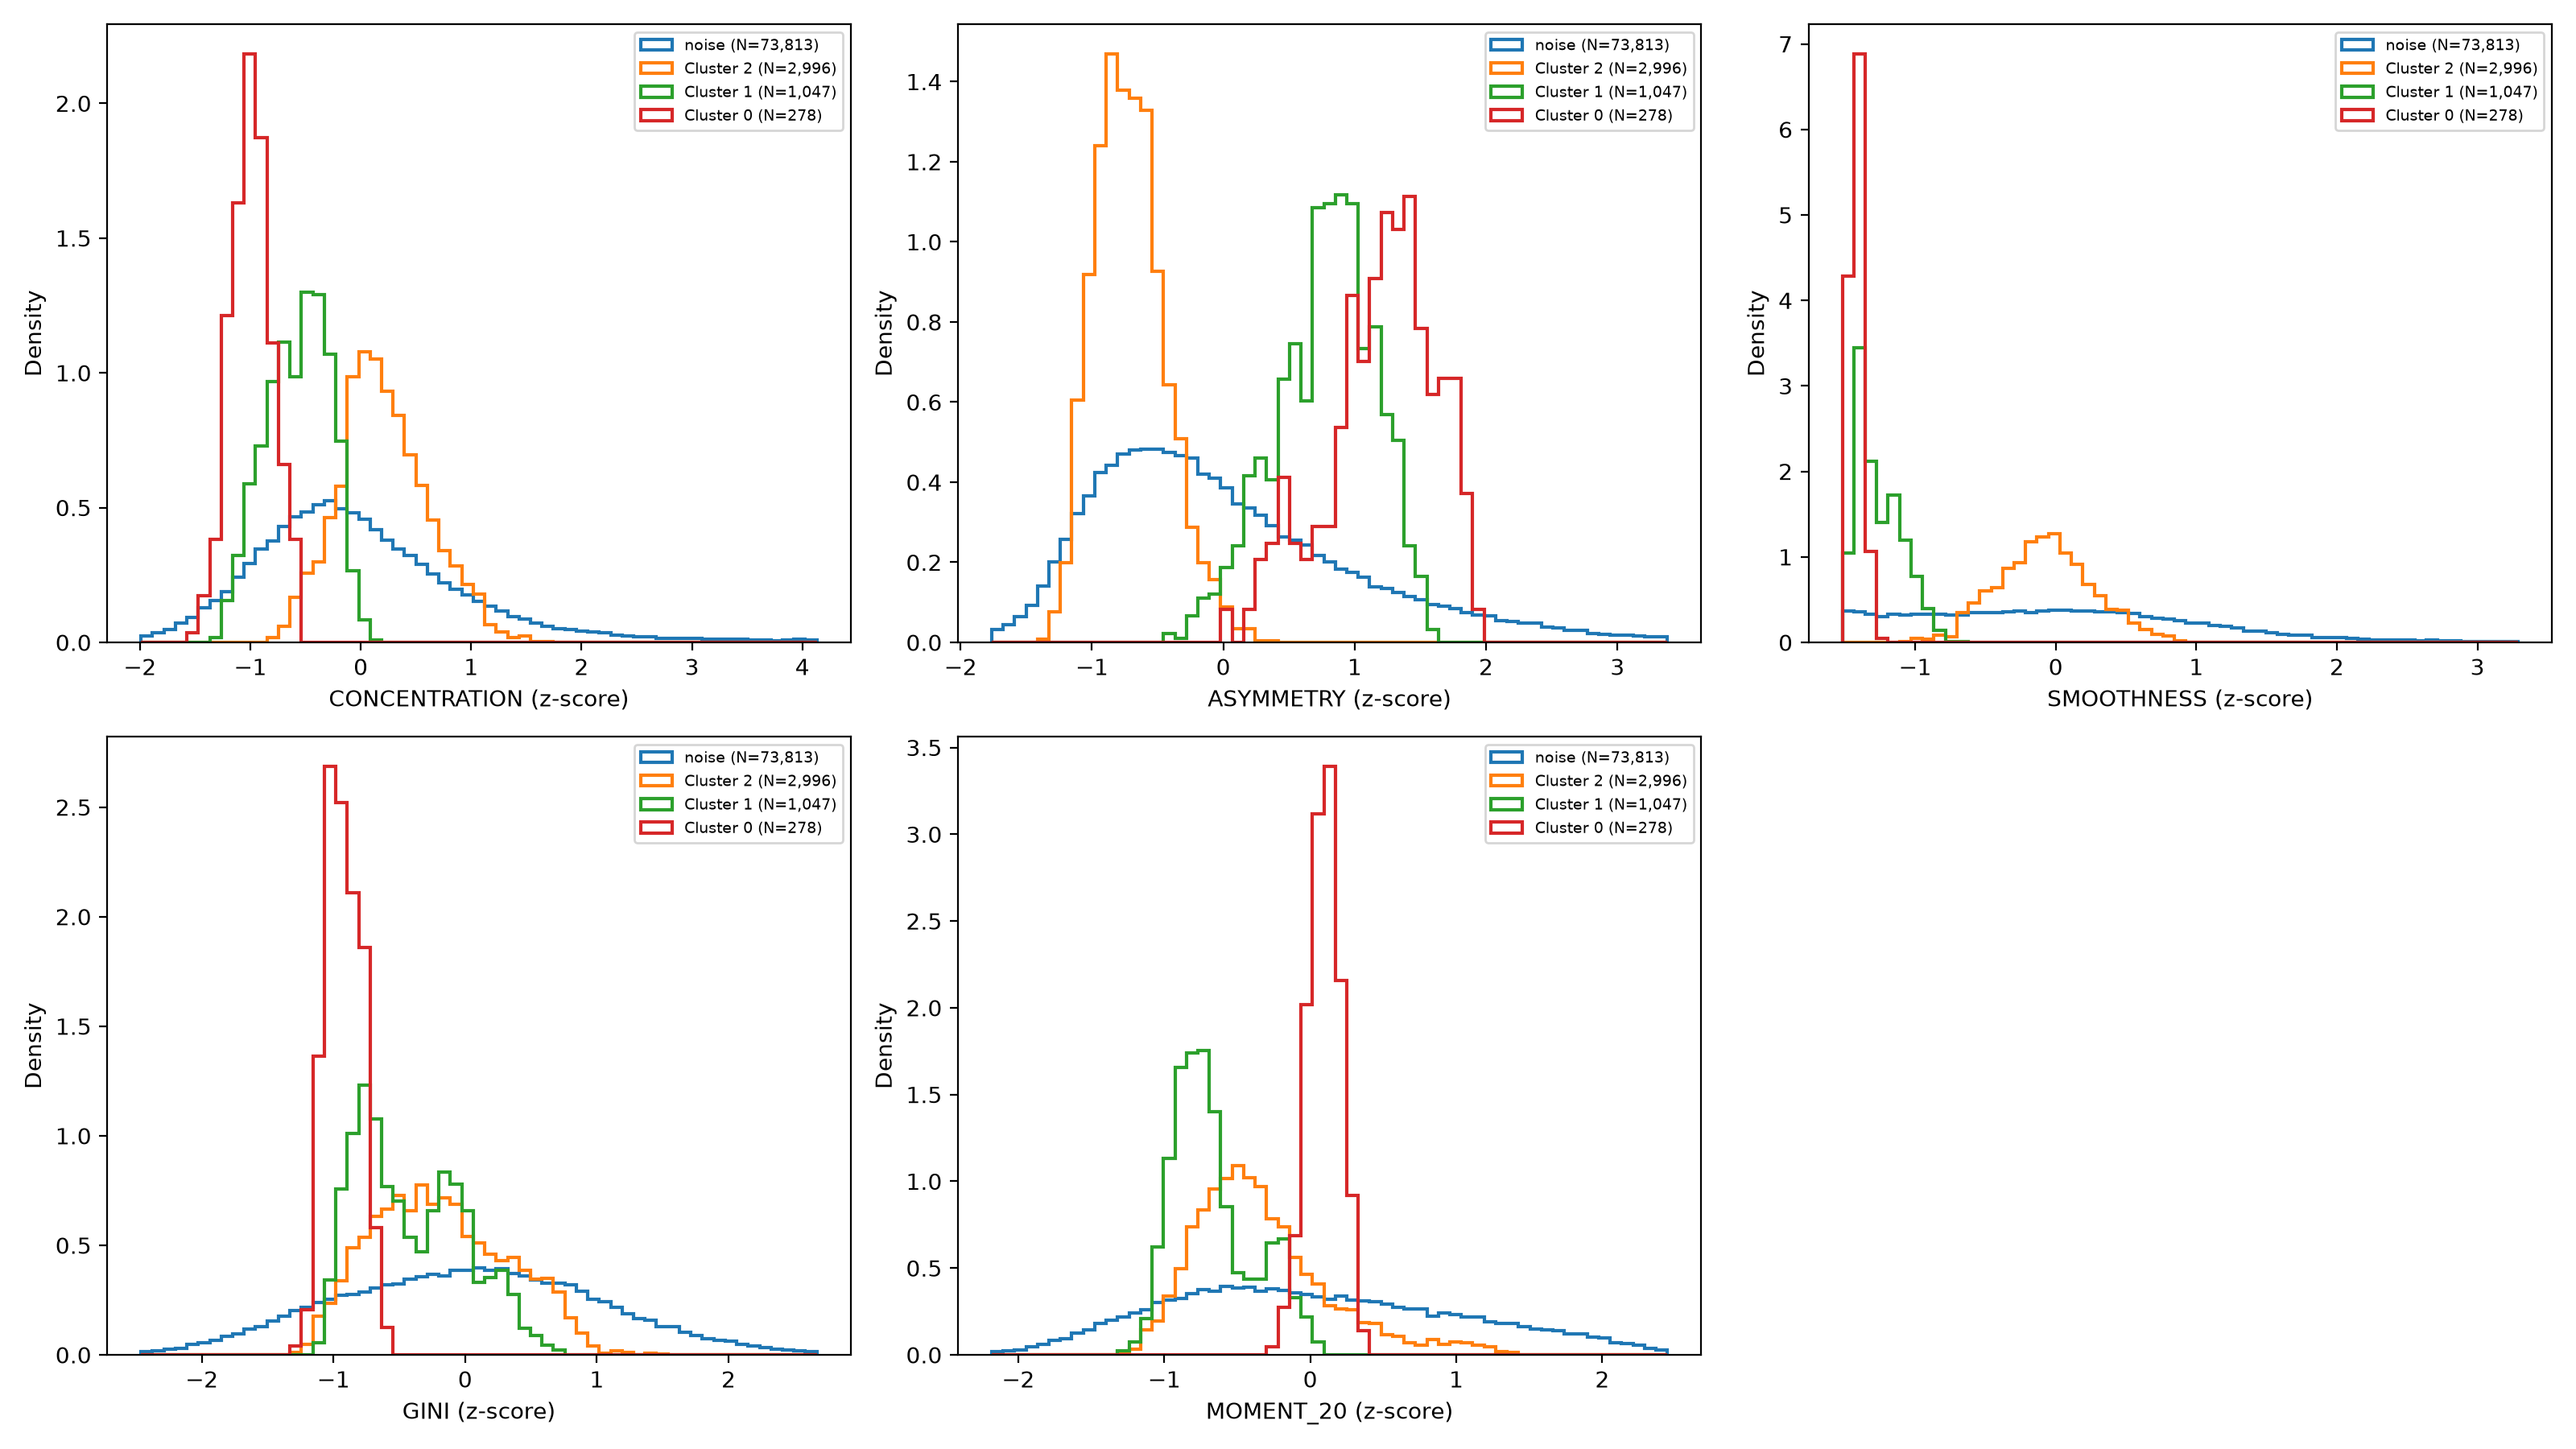 noise (N=73,813)
Cluster 2 (N=2,996)
Cluster 1 (N=1,047)
Cluster 0 (N=278)
2.0
1.5
1.0
0.5
0.0
Density
−2 −1 0 1 2 3 4
CONCENTRATION (z-score)
noise (N=73,813)
Cluster 2 (N=2,996)
Cluster 1 (N=1,047)
Cluster 0 (N=278)
1.4
1.2
1.0
0.8
0.6
0.4
0.2
0.0
Density
−2 −1 0 1 2 3
ASYMMETRY (z-score)
noise (N=73,813)
Cluster 2 (N=2,996)
Cluster 1 (N=1,047)
Cluster 0 (N=278)
7
6
5
4
3
2
1
0
Density
−1 0 1 2 3
SMOOTHNESS (z-score)
noise (N=73,813)
Cluster 2 (N=2,996)
Cluster 1 (N=1,047)
Cluster 0 (N=278)
2.5
2.0
1.5
1.0
0.5
0.0
Density
−2 −1 0 1 2
GINI (z-score)
noise (N=73,813)
Cluster 2 (N=2,996)
Cluster 1 (N=1,047)
Cluster 0 (N=278)
3.5
3.0
2.5
2.0
1.5
1.0
0.5
0.0
Density
−2 −1 0 1 2
MOMENT_20 (z-score)